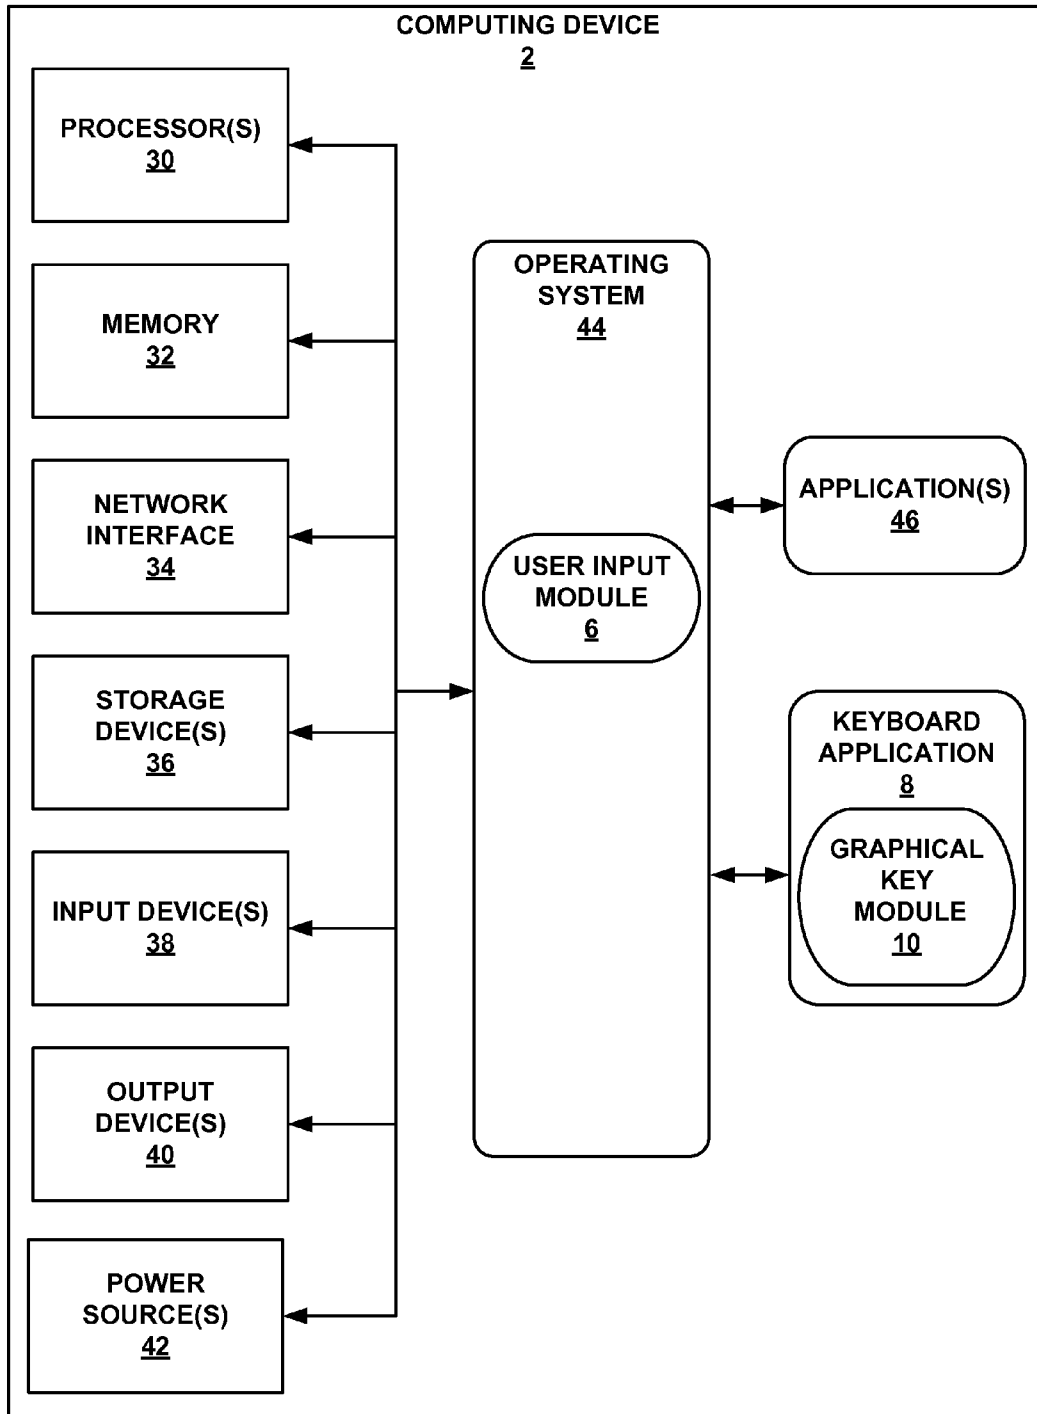 COMPUTING DEVICE
2
PROCESSOR(S)
30
MEMORY
32
NETWORK
INTERFACE
34
STORAGE
DEVICE(S)
36
INPUT DEVICE(S)
38
OUTPUT
DEVICE(S)
40
POWER
SOURCE(S)
42
OPERATING
SYSTEM
44
USER INPUT
MODULE
6
APPLICATION(S)
46
KEYBOARD
APPLICATION
8
GRAPHICAL
KEY
MODULE
10